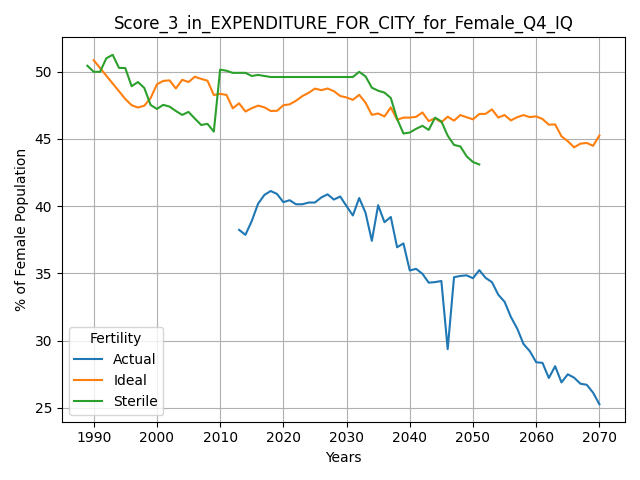 Score_3_in_EXPENDITURE_FOR_CITY_for_Female_Q4_IQ
% of Female Population
50
45
40
35
30
25
Fertility
Actual
Ideal
Sterile
1990 2000 2010 2020 2030 2040 2050 2060 2070
Years